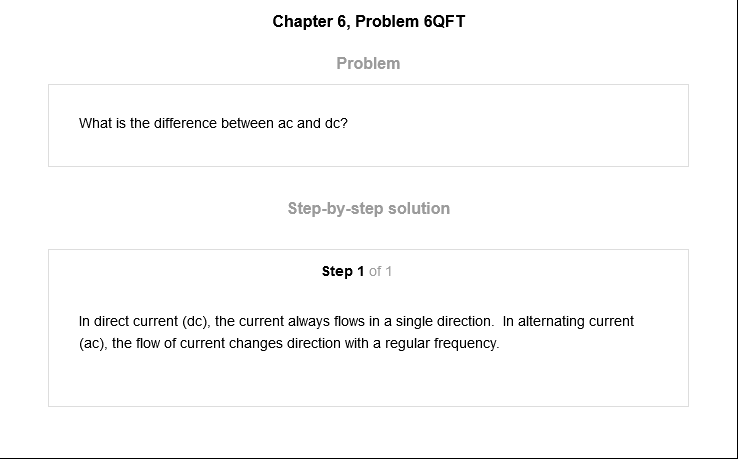 Chapter 6, Problem 6QFT
Problem
What is the difference between ac and dc?
Step-by-step solution
Step 1 of 1
In direct current (dc), the current always flows in a single direction.  In alternating current
(ac), the flow of current changes direction with a regular frequency.